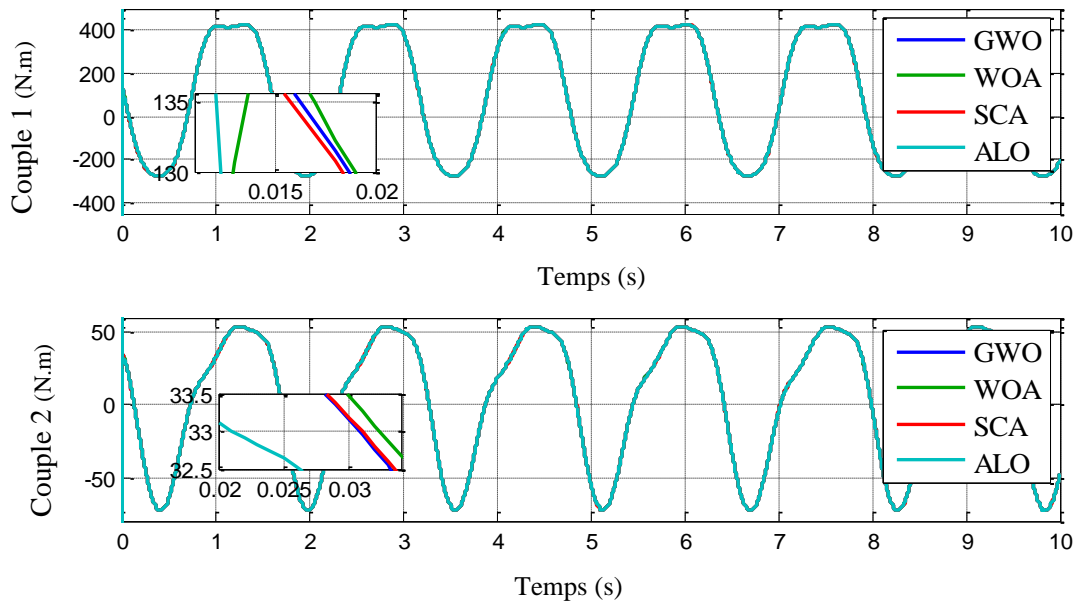 400
200
0
-200
-400
Couple 1 (N.m)
135
130
0.015
0.02
GWO
WOA
SCA
ALO
0 1 2 3 4 5 6 7 8 9 10
Temps (s)
50
0
-50
Couple 2 (N.m)
33.5
33
32.5
0.02 0.025 0.03
GWO
WOA
SCA
ALO
0 1 2 3 4 5 6 7 8 9 10
Temps (s)